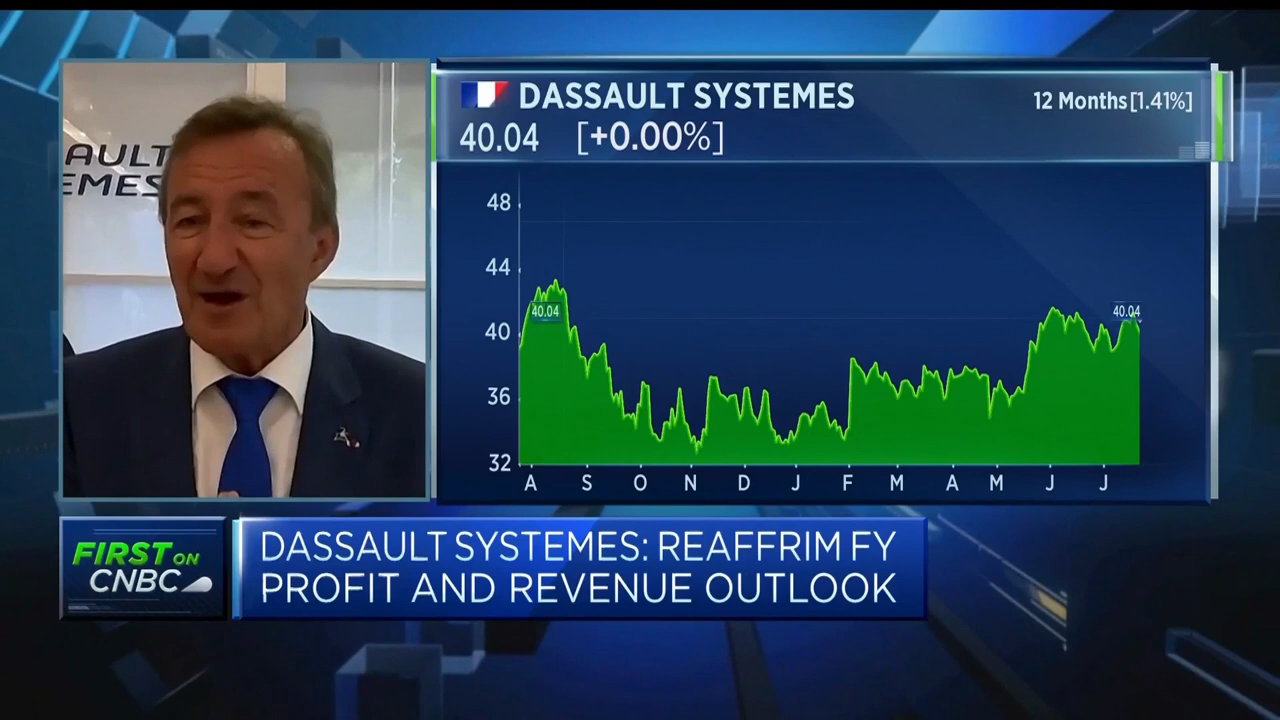 AULT
EMES
DASSAULT SYSTEMES
12 Months[1.41%]
40.04 [+0.00%]
48
44
40
36
32
40.04
40.04
A S O N D J F M A M J J
FIRST ON
CNBC
DASSAULT SYSTEMES: REAFFRIM FY
PROFIT AND REVENUE OUTLOOK